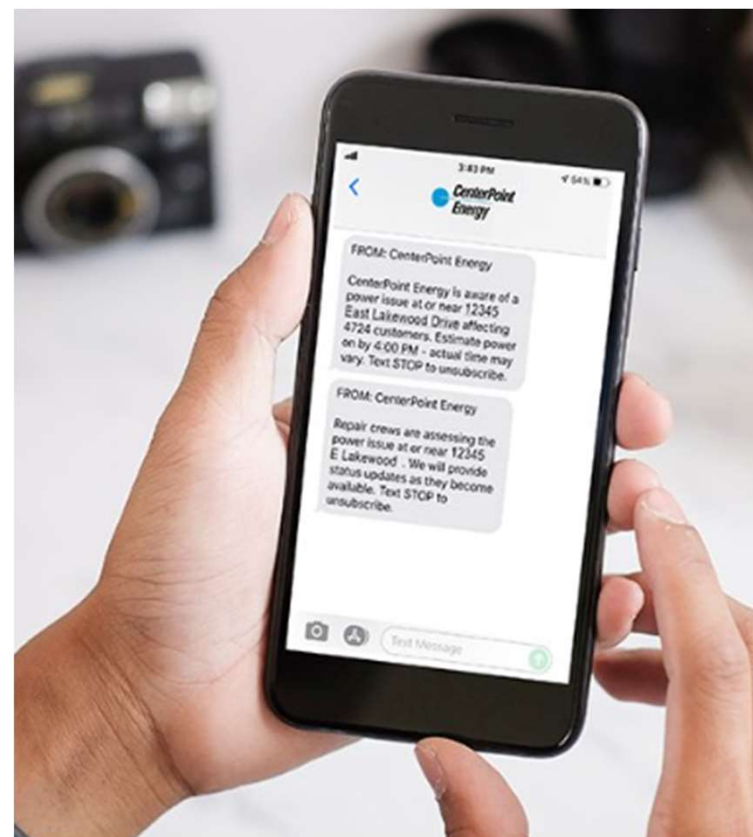 3:43 PM
64%
CenterPoint
Energy
FROM: CenterPoint Energy
CenterPoint Energy is aware of a
power issue at or near 12345
East Lakewood Drive affecting
4724 customers. Estimate power
on by 4:00 PM - actual time may
vary. Text STOP to unsubscribe.
FROM: CenterPoint Energy
Repair crews are assessing the
power issue at or near 12345
E Lakewood . We will provide
status updates as they become
available. Text STOP to
unsubscribe.
Text Message